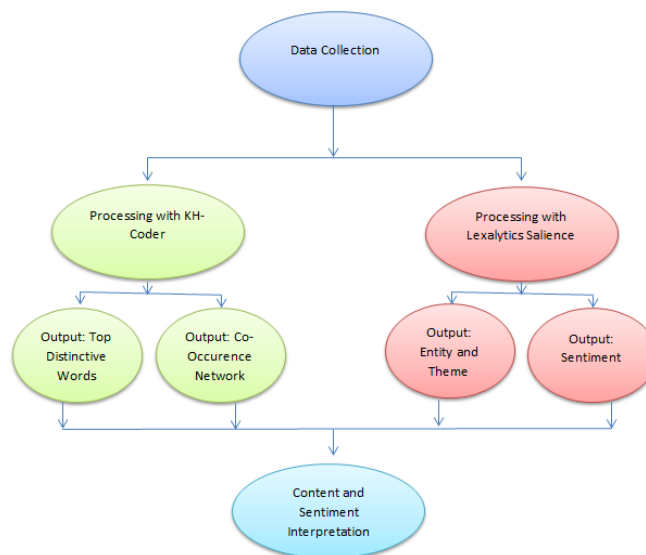 Data Collection
Processing with KH-
Coder
Processing with
Lexalytics Salience
Output: Top
Distinctive
Words
Output: Co-
Occurence
Network
Output:
Entity and
Theme
Output:
Sentiment
Content and
Sentiment
Interpretation